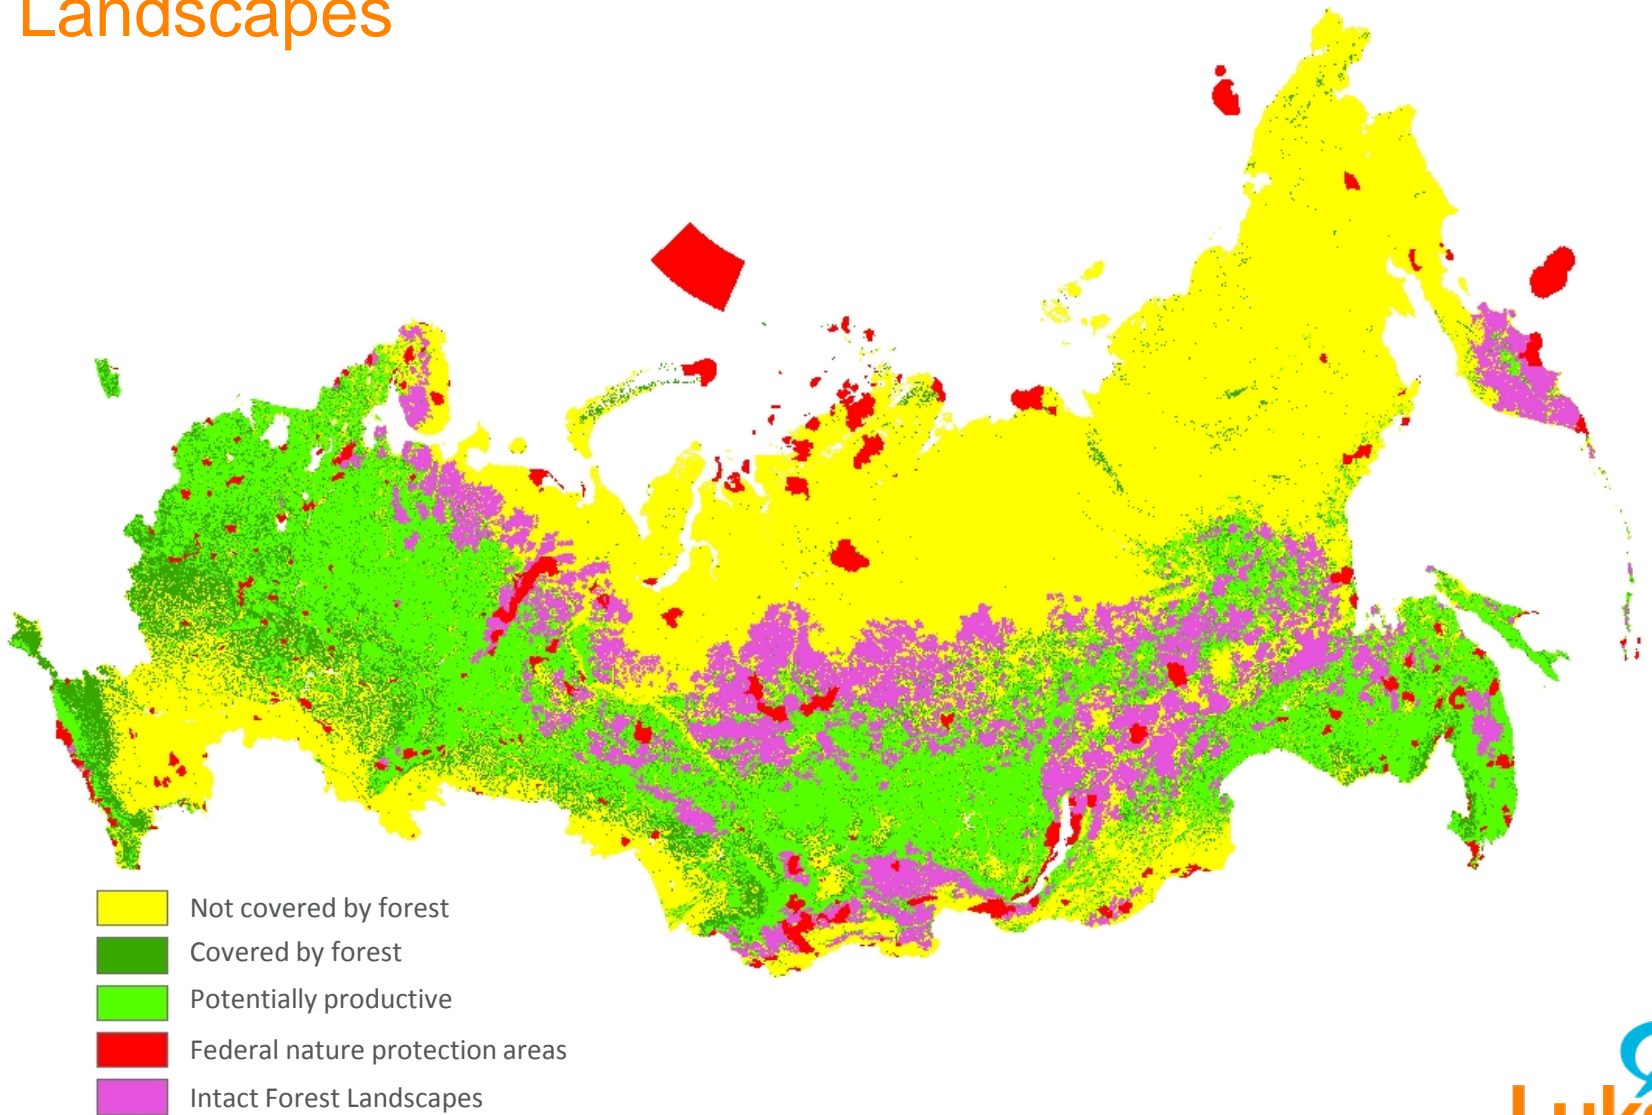 Landscapes
Not covered by forest
Covered by forest
Potentially productive
Federal nature protection areas
Intact Forest Landscapes